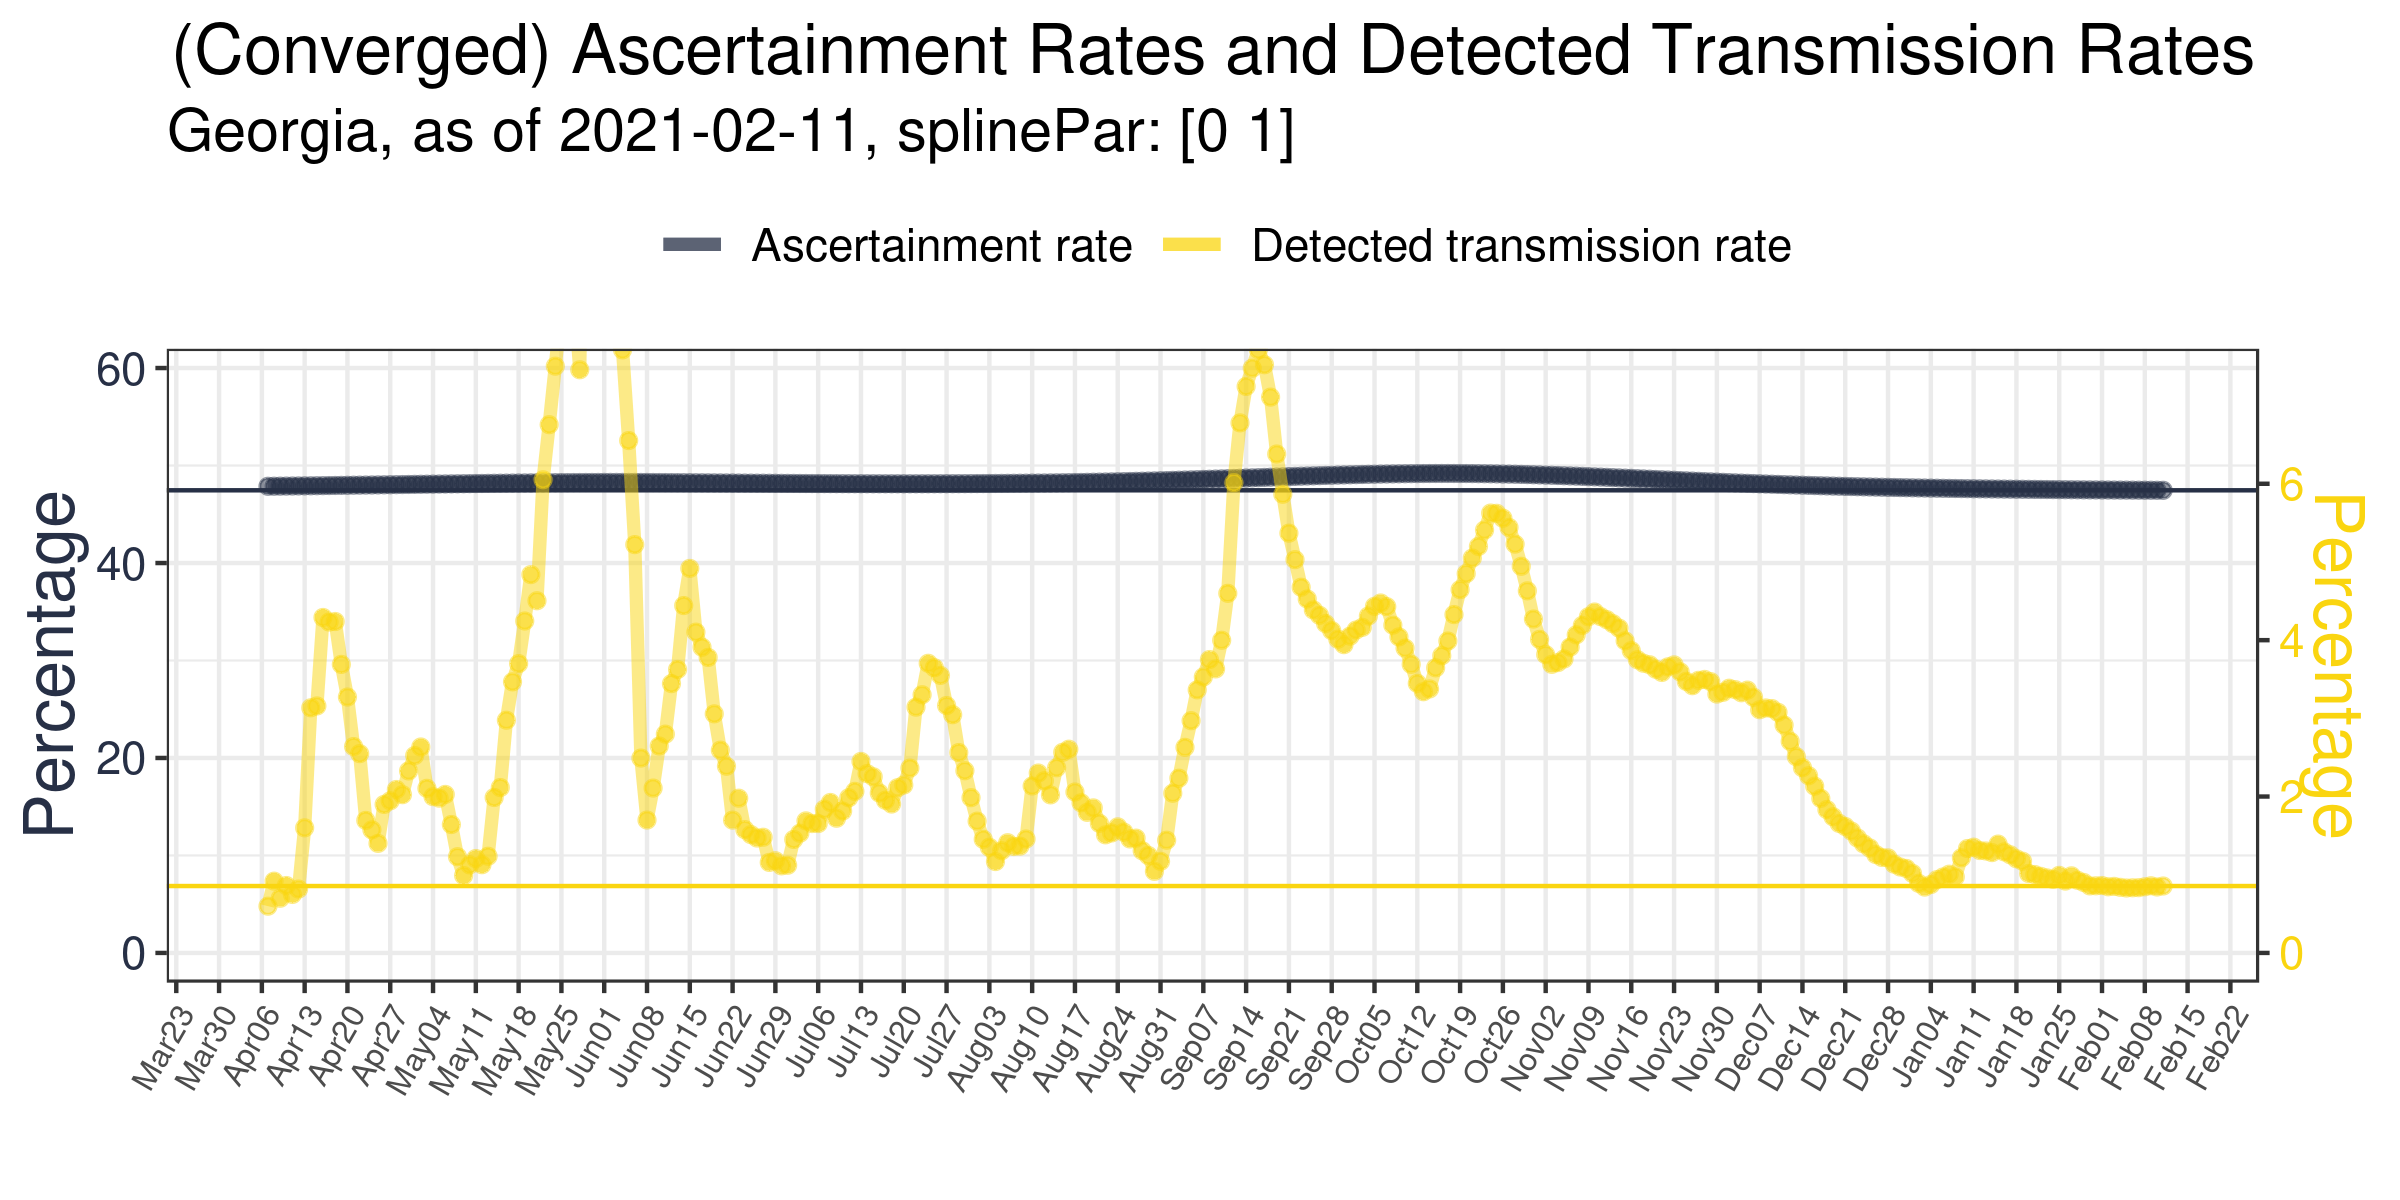 (Converged) Ascertainment Rates and Detected Transmission Rates
Georgia, as of 2021-02-11, splinePar: [0 1]
Ascertainment rate
Detected transmission rate
Percentage
60
40
20
0
6
4
2
0
Percentage
Mar23
Mar30
Apr06
Apr13
Apr20
Apr27
May04
May11
May18
May25
Jun01
Jun08
Jun15
Jun22
Jun29
Jul06
Jul13
Jul20
Jul27
Aug03
Aug10
Aug17
Aug24
Aug31
Sep07
Sep14
Sep21
Sep28
Oct05
Oct12
Oct19
Oct26
Nov02
Nov09
Nov16
Nov23
Nov30
Dec07
Dec14
Dec21
Dec28
Jan04
Jan11
Jan18
Jan25
Feb01
Feb08
Feb15
Feb22